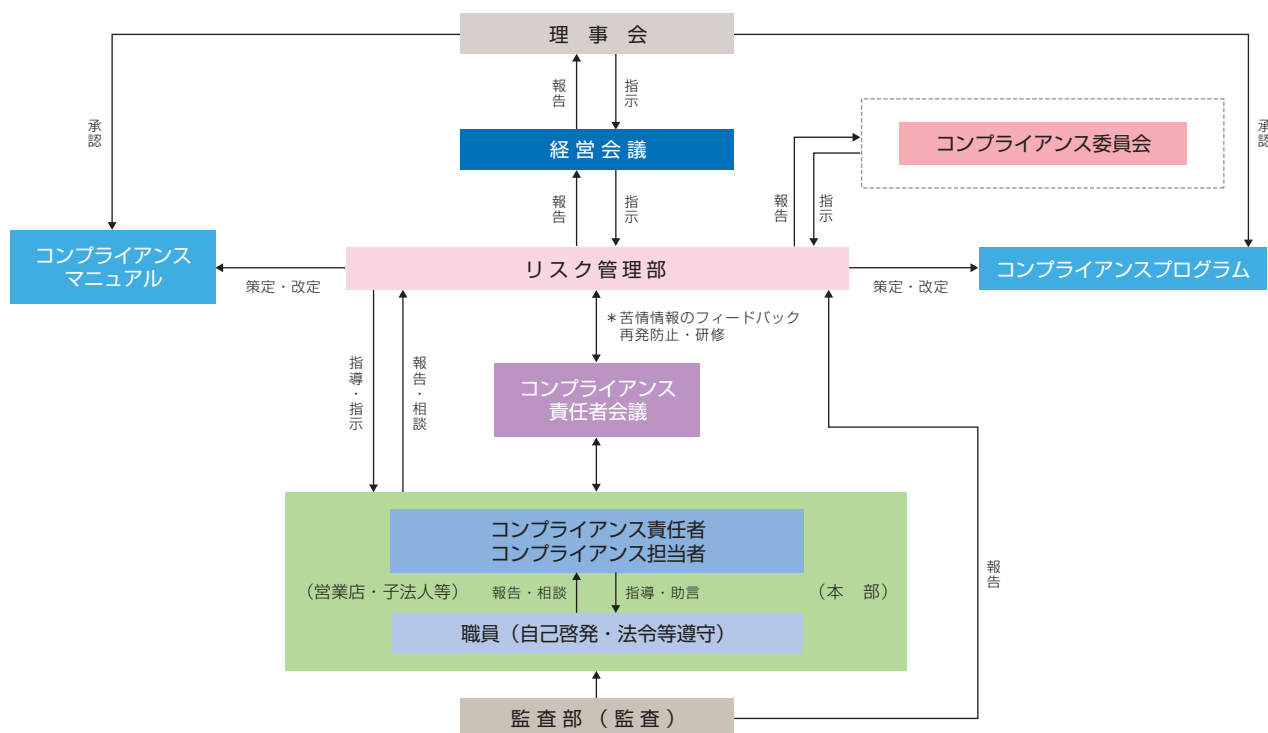 理事会
報告
指示
承認
承認
経営会議
コンプライアンス委員会
報告
指示
報告
指示
コンプライアンス
マニュアル
リスク管理部
コンプライアンスプログラム
策定・改定
策定・改定
＊苦情情報のフィードバック
再発防止・研修
指導・指示
報告・相談
コンプライアンス
責任者会議
コンプライアンス責任者
コンプライアンス担当者
（営業店・子法人等）
報告・相談
指導・助言
（本　部）
報告
職員（自己啓発・法令等遵守）
監査部（監査）